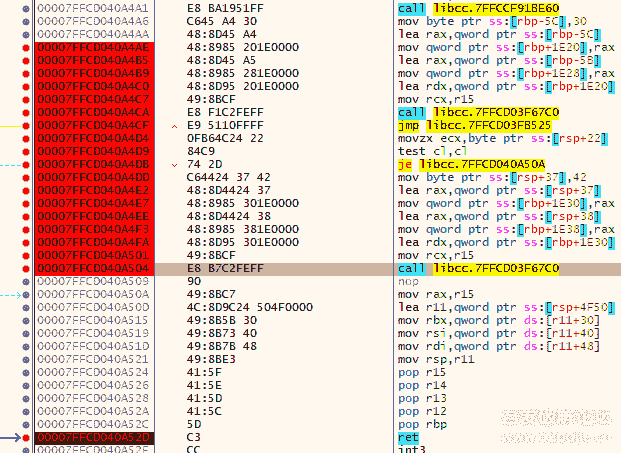 00007FFCD040A4A1 E8 BA1951FF call libcc.7FFCCF91BE60
00007FFCD040A4A6 C645 A4 30 mov byte ptr ss:[rbp-5C],30
00007FFCD040A4AA 48:8D45 A4 lea rax,qword ptr ss:[rbp-5C]
00007FFCD040A4AE 48:8985 201E0000 mov qword ptr ss:[rbp+1E20],rax
00007FFCD040A4B5 48:8D45 A5 lea rax,qword ptr ss:[rbp-5B]
00007FFCD040A4B9 48:8985 281E0000 mov qword ptr ss:[rbp+1E28],rax
00007FFCD040A4C0 48:8D95 201E0000 lea rdx,qword ptr ss:[rbp+1E20]
00007FFCD040A4C7 49:8BCF mov rcx,r15
00007FFCD040A4CA E8 F1C2FEFF call libcc.7FFCD03F67C0
00007FFCD040A4CF E9 5110FFFF jmp libcc.7FFCD03FB525
00007FFCD040A4D4 0FB64C24 22 movzx ecx,byte ptr ss:[rsp+22]
00007FFCD040A4D9 84C9 test cl,cl
00007FFCD040A4DB 74 2D je libcc.7FFCD040A50A
00007FFCD040A4DD C64424 37 42 mov byte ptr ss:[rsp+37],42
00007FFCD040A4E2 48:8D4424 37 lea rax,qword ptr ss:[rsp+37]
00007FFCD040A4E7 48:8985 301E0000 mov qword ptr ss:[rbp+1E30],rax
00007FFCD040A4EE 48:8D4424 38 lea rax,qword ptr ss:[rsp+38]
00007FFCD040A4F3 48:8985 381E0000 mov qword ptr ss:[rbp+1E38],rax
00007FFCD040A4FA 48:8D95 301E0000 lea rdx,qword ptr ss:[rbp+1E30]
00007FFCD040A501 49:8BCF mov rcx,r15
00007FFCD040A504 E8 B7C2FEFF call libcc.7FFCD03F67C0
00007FFCD040A509 90 nop
00007FFCD040A50A 49:8BC7 mov rax,r15
00007FFCD040A50D 4C:8D9C24 504F0000 lea r11,qword ptr ss:[rsp+4F50]
00007FFCD040A515 49:8B5B 30 mov rbx,qword ptr ds:[r11+30]
00007FFCD040A519 49:8B73 40 mov rsi,qword ptr ds:[r11+40]
00007FFCD040A51D 49:8B7B 48 mov rdi,qword ptr ds:[r11+48]
00007FFCD040A521 49:8BE3 mov rsp,r11
00007FFCD040A524 41:5F pop r15
00007FFCD040A526 41:5E pop r14
00007FFCD040A528 41:5D pop r13
00007FFCD040A52A 41:5C pop r12
00007FFCD040A52C 5D pop rbp
00007FFCD040A52D C3 ret
00007FFCD040A52E CC int3